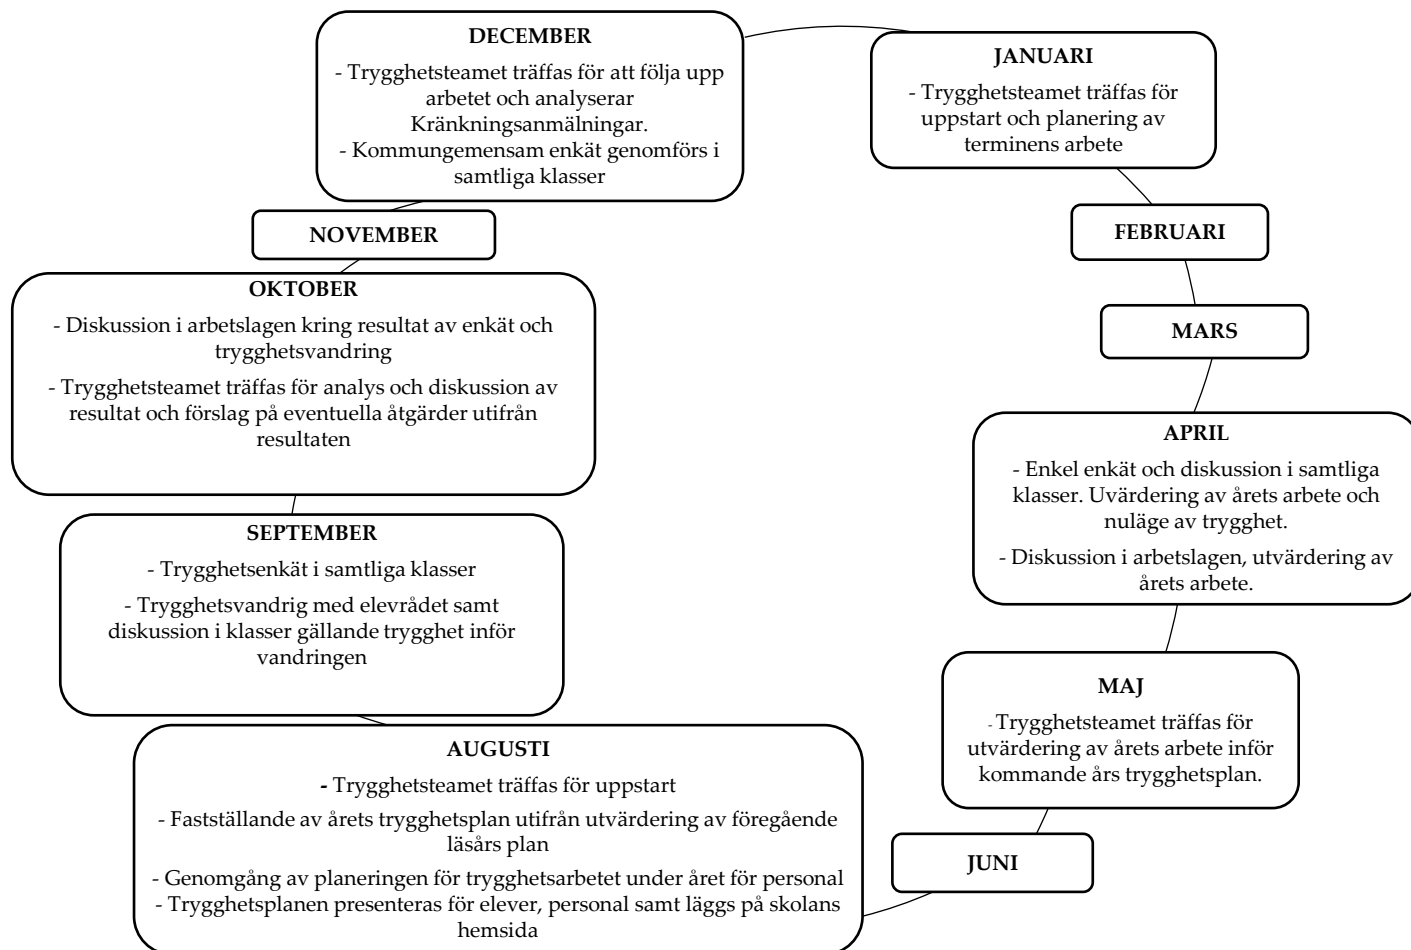 DECEMBER
- Trygghetsteamet träffas för att följa upp
arbetet och analyserar
Kränkningsanmälningar.
- Kommungemensam enkät genomförs i
samtliga klasser
JANUARI
- Trygghetsteamet träffas för
uppstart och planering av
terminens arbete
FEBRUARI
MARS
APRIL
- Enkel enkät och diskussion i samtliga
klasser. Uvärdering av årets arbete och
nuläge av trygghet.
- Diskussion i arbetslagen, utvärdering av
årets arbete.
MAJ
- Trygghetsteamet träffas för
utvärdering av årets arbete inför
kommande års trygghetsplan.
JUNI
AUGUSTI
- Trygghetsteamet träffas för uppstart
- Fastställande av årets trygghetsplan utifrån utvärdering av föregående
läsårs plan
- Genomgång av planeringen för trygghetsarbetet under året för personal
- Trygghetsplanen presenteras för elever, personal samt läggs på skolans
hemsida
SEPTEMBER
- Trygghetsenkät i samtliga klasser
- Trygghetsvandrig med elevrådet samt
diskussion i klasser gällande trygghet inför
vandringen
OKTOBER
- Diskussion i arbetslagen kring resultat av enkät och
trygghetsvandring
- Trygghetsteamet träffas för analys och diskussion av
resultat och förslag på eventuella åtgärder utifrån
resultaten
NOVEMBER